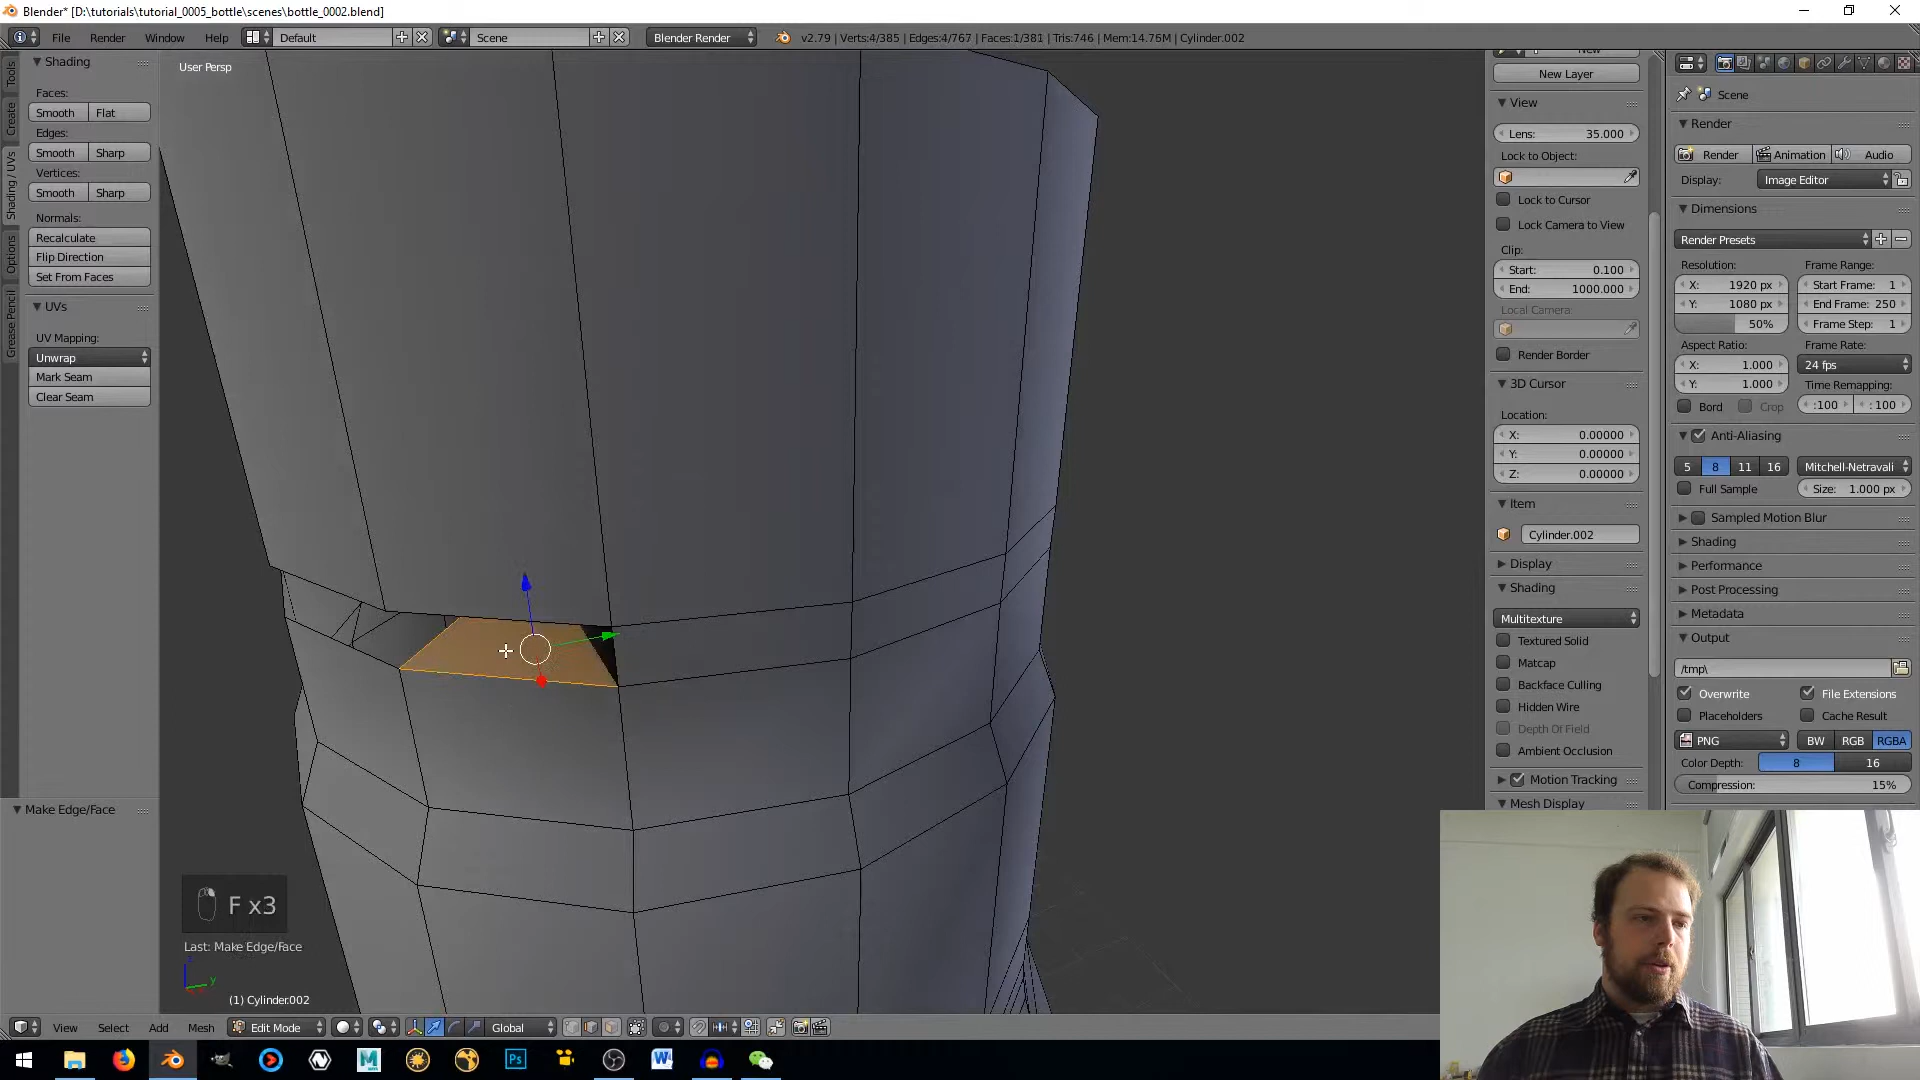 Blender* [D:\tutorials\tutorial_0005_bottle\scenes\bottle_0002.blend]
File Render Window Help Default Scene Blender Render v2.79 | Verts:4/385 | Edges:4/767 | Faces:1/381 | Tris:746 | Mem:14.76M | Cylinder.002
Tools
Create
Shading / UVs
Options
Grease Pencil
Shading
Faces:
Smooth Flat
Edges:
Smooth Sharp
Vertices:
Smooth Sharp
Normals:
Recalculate
Flip Direction
Set From Faces
UVs
UV Mapping:
Unwrap
Mark Seam
Clear Seam
Make Edge/Face
User Persp
F x3
Last: Make Edge/Face
y
(1) Cylinder.002
New Layer
View
Lens: 35.000
Lock to Object:
Lock to Cursor
Lock Camera to View
Clip:
Start: 0.100
End: 1000.000
Local Camera:
Render Border
3D Cursor
Location:
X: 0.00000
Y: 0.00000
Z: 0.00000
Item
Cylinder.002
Display
Shading
Multitexture
Textured Solid
Matcap
Backface Culling
Hidden Wire
Depth Of Field
Ambient Occlusion
Motion Tracking
Mesh Display
Scene
Render
Render Animation Audio
Display: Image Editor
Dimensions
Render Presets
Resolution: Frame Range:
X: 1920 px Start Frame: 1
Y: 1080 px End Frame: 250
50% Frame Step: 1
Aspect Ratio: Frame Rate:
X: 1.000 24 fps
Y: 1.000 Time Remapping:
Bord Crop :100 :100
Anti-Aliasing
5 8 11 16 Mitchell-Netravali
Full Sample Size: 1.000 px
Sampled Motion Blur
Shading
Performance
Post Processing
Metadata
Output
/tmp\
Overwrite File Extensions
Placeholders Cache Result
PNG BW RGB RGBA
Color Depth: 8 16
Compression: 15%
View Select Add Mesh Edit Mode Global